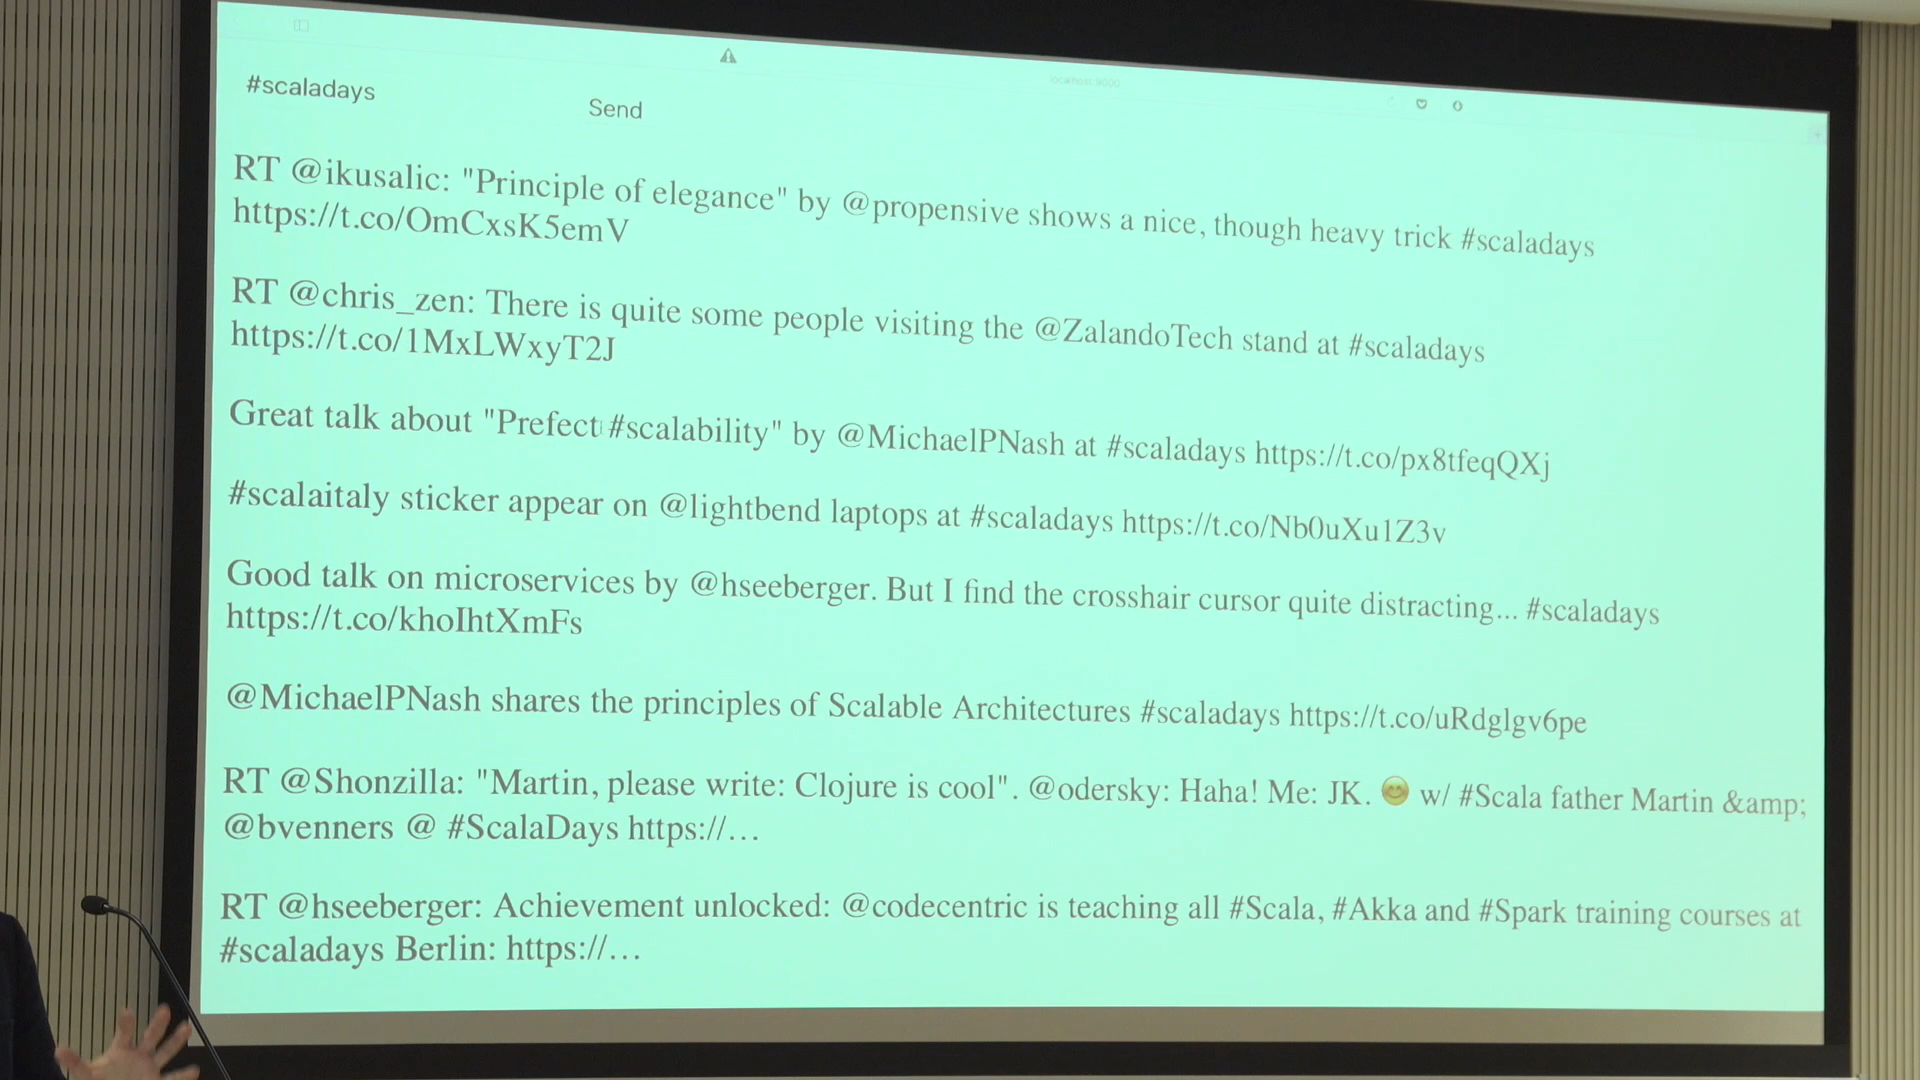 localhost:9000
#scaladays
Send
RT @ikusalic: "Principle of elegance" by @propensive shows a nice, though heavy trick #scaladays
https://t.co/OmCxsK5emV
RT @chris_zen: There is quite some people visiting the @ZalandoTech stand at #scaladays
https://t.co/1MxLWxyT2J
Great talk about "Prefect #scalability" by @MichaelPNash at #scaladays https://t.co/px8tfeqQXj
#scalaitaly sticker appear on @lightbend laptops at #scaladays https://t.co/Nb0uXu1Z3v
Good talk on microservices by @hseeberger. But I find the crosshair cursor quite distracting... #scaladays
https://t.co/khoIhtXmFs
@MichaelPNash shares the principles of Scalable Architectures #scaladays https://t.co/uRdglgv6pe
RT @Shonzilla: "Martin, please write: Clojure is cool". @odersky: Haha! Me: JK. 😊 w/ #Scala father Martin &amp;
@bvenners @ #ScalaDays https://…
RT @hseeberger: Achievement unlocked: @codecentric is teaching all #Scala, #Akka and #Spark training courses at
#scaladays Berlin: https://…